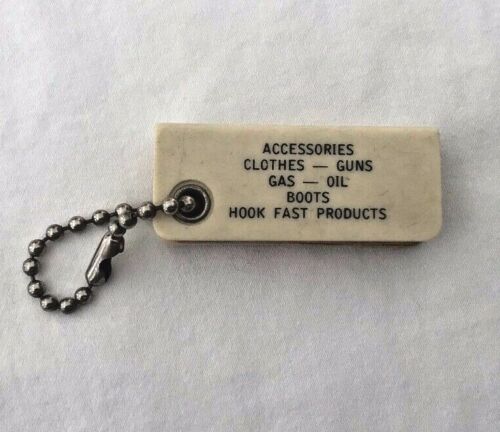 ACCESSORIES
CLOTHES — GUNS
GAS — OIL
BOOTS
HOOK FAST PRODUCTS